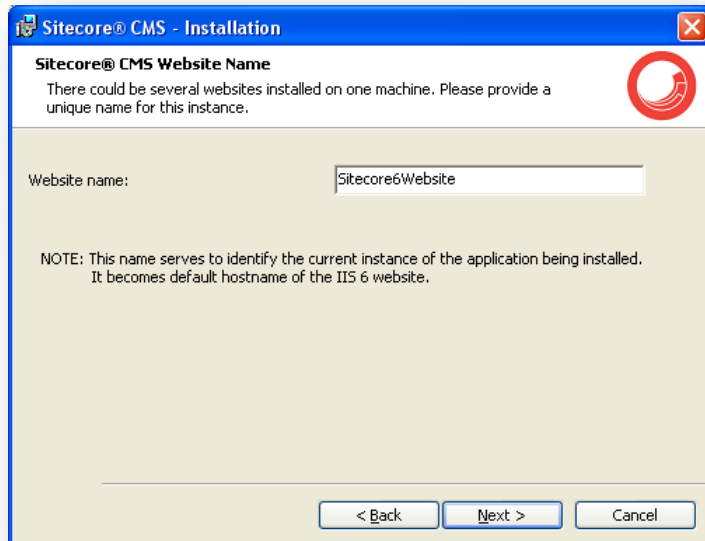 Sitecore® CMS - Installation
Sitecore® CMS Website Name
There could be several websites installed on one machine. Please provide a
unique name for this instance.
Website name:
Sitecore6Website
NOTE: This name serves to identify the current instance of the application being installed.
It becomes default hostname of the IIS 6 website.
< Back
Next >
Cancel